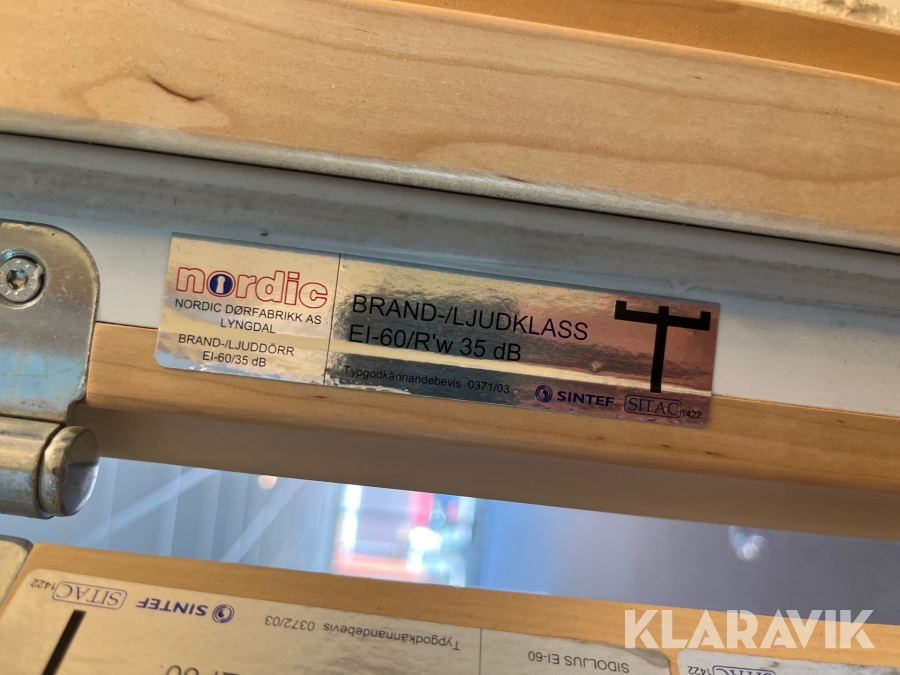 nordic
NORDIC DØRFABRIKK AS
LYNGDAL
BRAND-/LJUDDÖRR
EI-60/35 dB
BRAND-/LJUDKLASS
EI-60/R'w 35 dB
Typgodkännandebevis 0371/03
SINTEF
SITAC
1422
SIDOLJUS EI-60
Typgodkännandebevis 0372/03
SINTEF
SITAC
1422
SITAC
1422
KLARAVIK